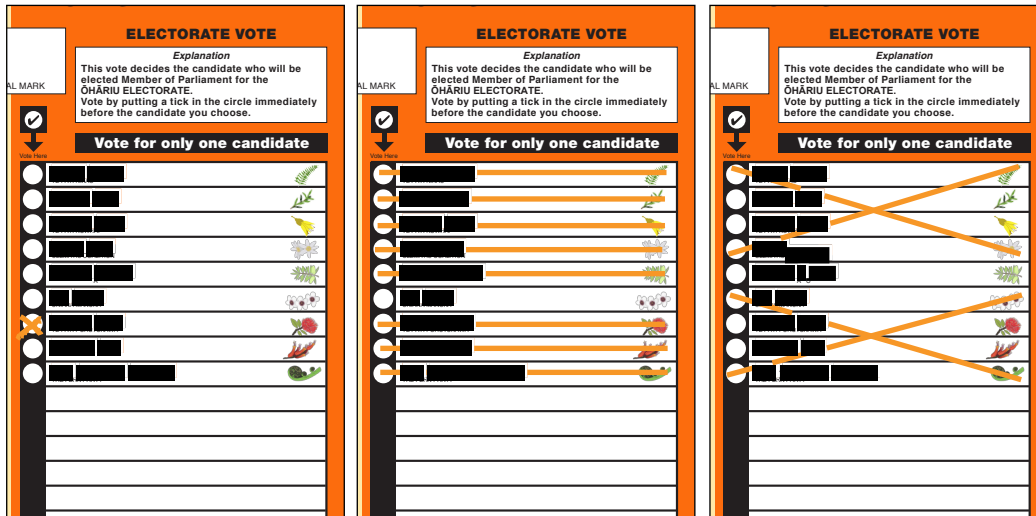 ELECTORATE VOTE
Explanation
This vote decides the candidate who will be
elected Member of Parliament for the
ŌHĀRIU ELECTORATE.
Vote by putting a tick in the circle immediately
before the candidate you choose.
AL MARK
Vote for only one candidate
Vote Here
ELECTORATE VOTE
Explanation
This vote decides the candidate who will be
elected Member of Parliament for the
ŌHĀRIU ELECTORATE.
Vote by putting a tick in the circle immediately
before the candidate you choose.
AL MARK
Vote for only one candidate
Vote Here
ELECTORATE VOTE
Explanation
This vote decides the candidate who will be
elected Member of Parliament for the
ŌHĀRIU ELECTORATE.
Vote by putting a tick in the circle immediately
before the candidate you choose.
AL MARK
Vote for only one candidate
Vote Here